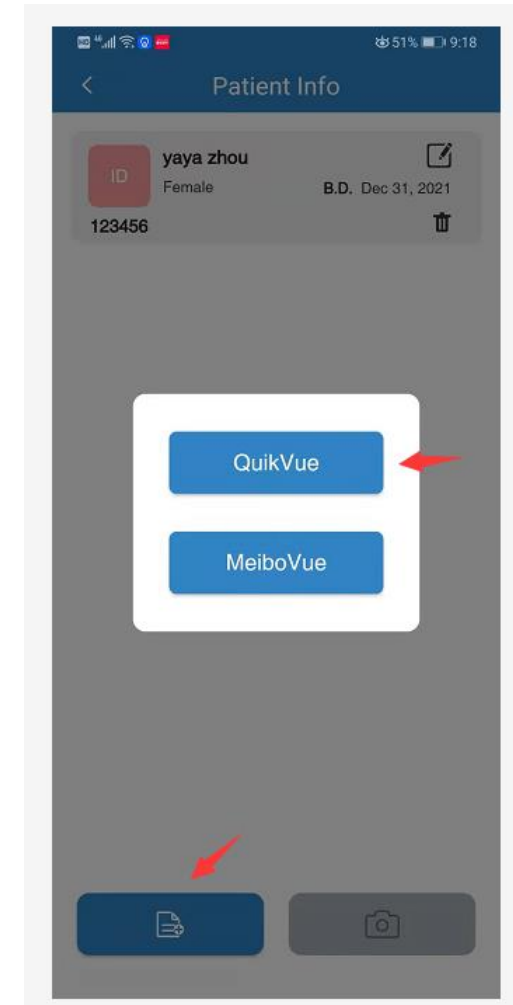 51% 9:18
Patient Info
ID
yaya zhou
Female
B.D. Dec 31, 2021
123456
QuikVue
MeiboVue